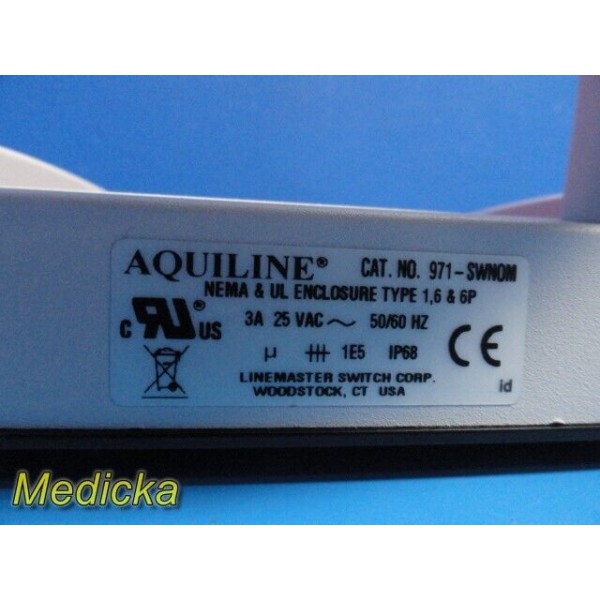 AQUILINE® CAT. NO. 971-SWNOM
NEMA & UL ENCLOSURE TYPE 1,6 & 6P
C RU US 3A 25 VAC ~ 50/60 HZ
µ 1E5 IP68 CE
LINEMASTER SWITCH CORP.
WOODSTOCK, CT USA
id
Medicka